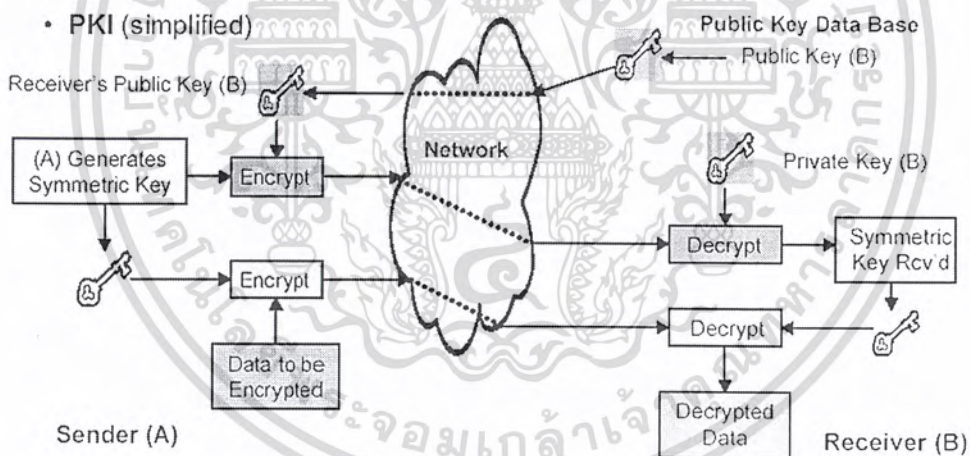 • PKI (simplified)
Public Key Data Base
Public Key (B)
Receiver's Public Key (B)
Network
Private Key (B)
(A) Generates
Symmetric Key
Encrypt
Decrypt
Symmetric
Key Rcv'd
Encrypt
Decrypt
Data to be
Encrypted
Decrypted
Data
Sender (A)
Receiver (B)